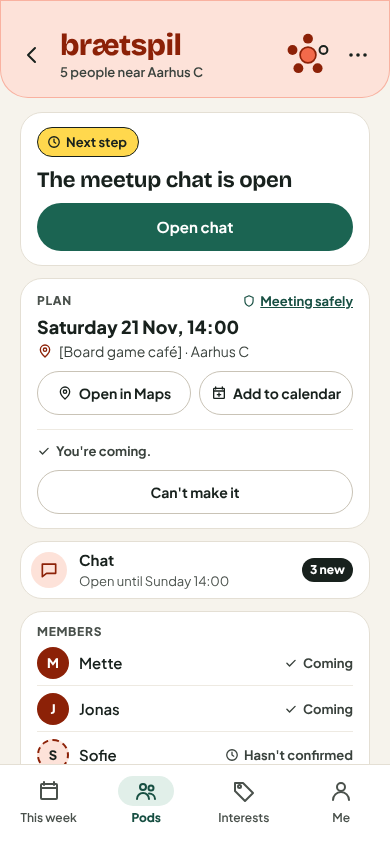 brætspil
5 people near Aarhus C
Next step
The meetup chat is open
Open chat
PLAN
Meeting safely
Saturday 21 Nov, 14:00
[Board game café] · Aarhus C
Open in Maps
Add to calendar
You're coming.
Can't make it
Chat
Open until Sunday 14:00
3 new
MEMBERS
M Mette Coming
J Jonas Coming
S Sofie Hasn't confirmed
This week Pods Interests Me